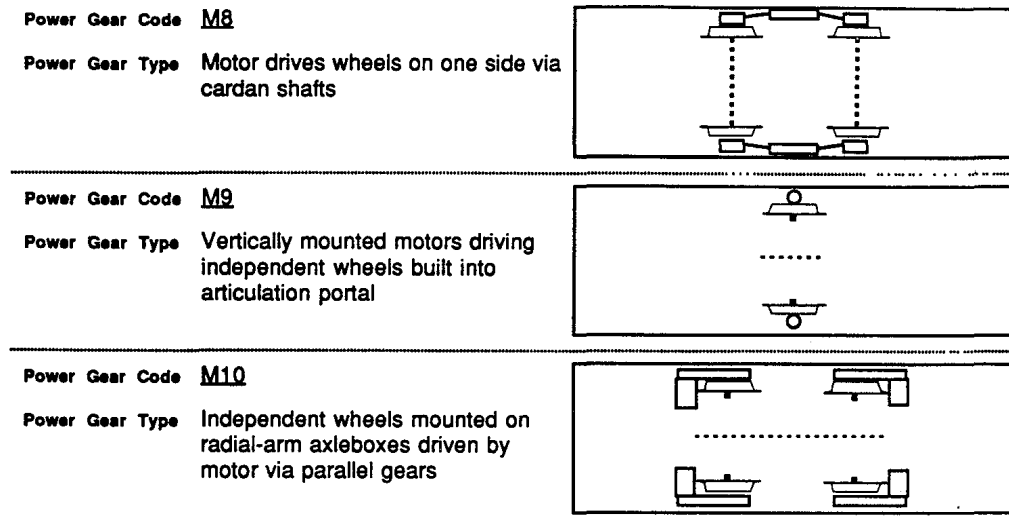 Power Gear Code M8
Power Gear Type Motor drives wheels on one side via
cardan shafts
Power Gear Code M9
Power Gear Type Vertically mounted motors driving
independent wheels built into
articulation portal
Power Gear Code M10
Power Gear Type Independent wheels mounted on
radial-arm axleboxes driven by
motor via parallel gears